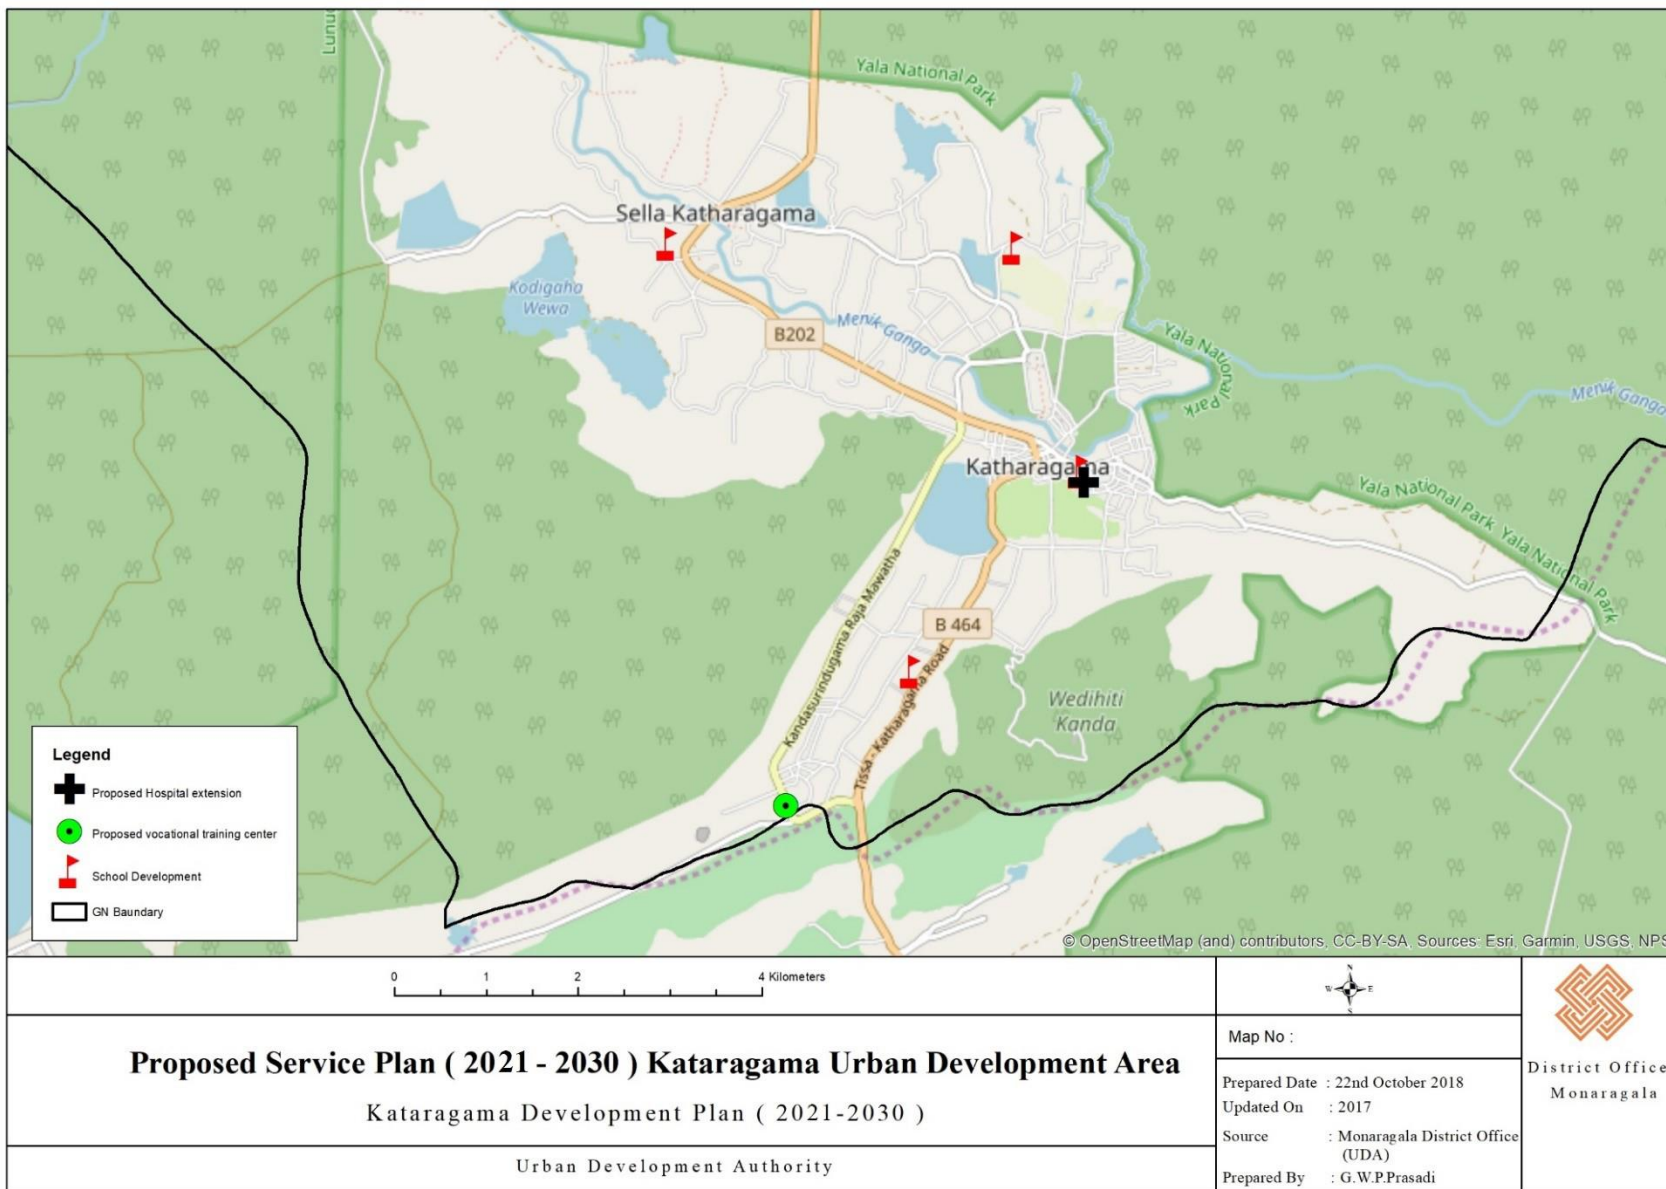 Lunu
Yala National Park
Sella Katharagama
Kodigaha
Wewa
B202
Menik Ganga
Yala National
Park
Menik Ganga
Katharagama
Yala National Park
Yala National Park
Kandasurindugama Raja Mawatha
B 464
Tissa - Katharagama Road
Wedihiti
Kanda
Legend
Proposed Hospital extension
Proposed vocational training center
School Development
GN Baundary
© OpenStreetMap (and) contributors, CC-BY-SA, Sources: Esri, Garmin, USGS, NPS
0 1 2 4 Kilometers
N
W E
S
Map No :
Proposed Service Plan ( 2021 - 2030 ) Kataragama Urban Development Area
Kataragama Development Plan ( 2021-2030 )
Urban Development Authority
Prepared Date : 22nd October 2018
Updated On : 2017
Source : Monaragala District Office
(UDA)
Prepared By : G.W.P.Prasadi
District Office
Monaragala